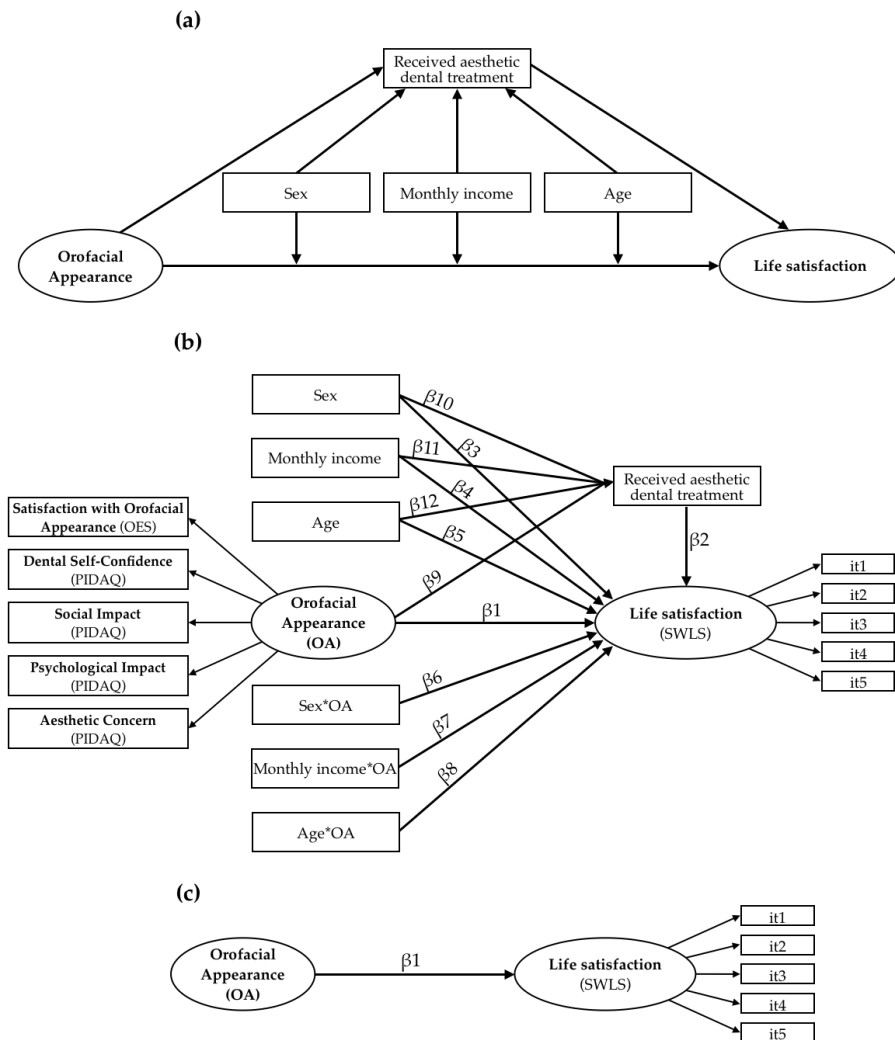 (a)
Received aesthetic
dental treatment
Sex
Monthly income
Age
Orofacial
Appearance
Life satisfaction
(b)
Sex
β10
β3
Monthly income
β11
β4
Received aesthetic
dental treatment
Age
β12
β5
β2
Satisfaction with Orofacial
Appearance (OES)
Dental Self-Confidence
(PIDAQ)
Social Impact
(PIDAQ)
Psychological Impact
(PIDAQ)
Aesthetic Concern
(PIDAQ)
Orofacial
Appearance
(OA)
β9
β1
Life satisfaction
(SWLS)
it1
it2
it3
it4
it5
Sex*OA
β6
Monthly income*OA
β7
Age*OA
β8
(c)
Orofacial
Appearance
(OA)
β1
Life satisfaction
(SWLS)
it1
it2
it3
it4
it5